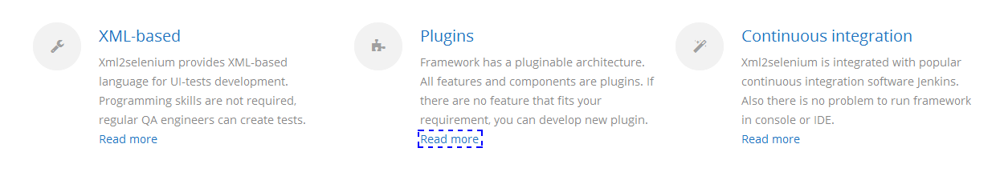 XML-based
Xml2selenium provides XML-based
language for UI-tests development.
Programming skills are not required,
regular QA engineers can create tests.
Read more
Plugins
Framework has a pluginable architecture.
All features and components are plugins. If
there are no feature that fits your
requirement, you can develop new plugin.
Read more
Continuous integration
Xml2selenium is integrated with popular
continuous integration software Jenkins.
Also there is no problem to run framework
in console or IDE.
Read more